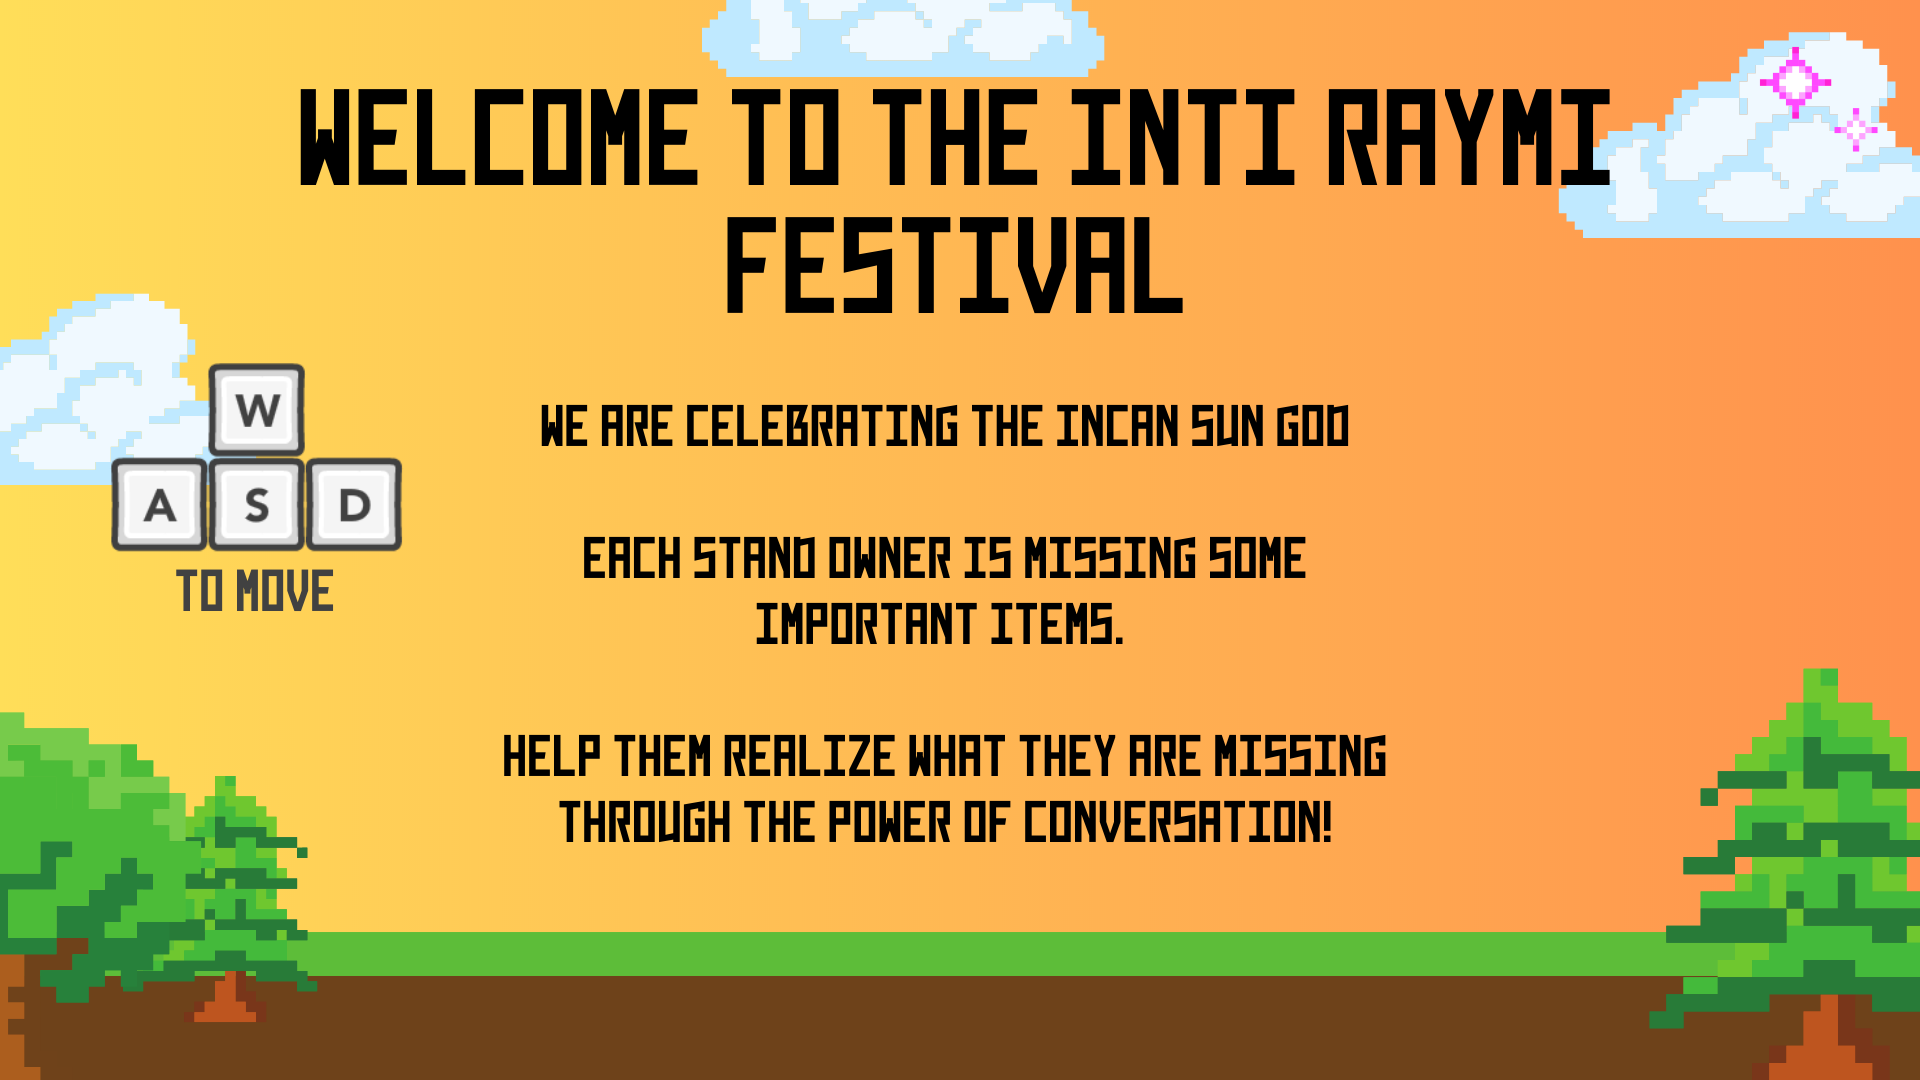 WELCOME TO THE INTI RAYMI
FESTIVAL
W
A S D
TO MOVE
WE ARE CELEBRATING THE INCAN SUN GOD
EACH STAND OWNER IS MISSING SOME
IMPORTANT ITEMS.
HELP THEM REALIZE WHAT THEY ARE MISSING
THROUGH THE POWER OF CONVERSATION!